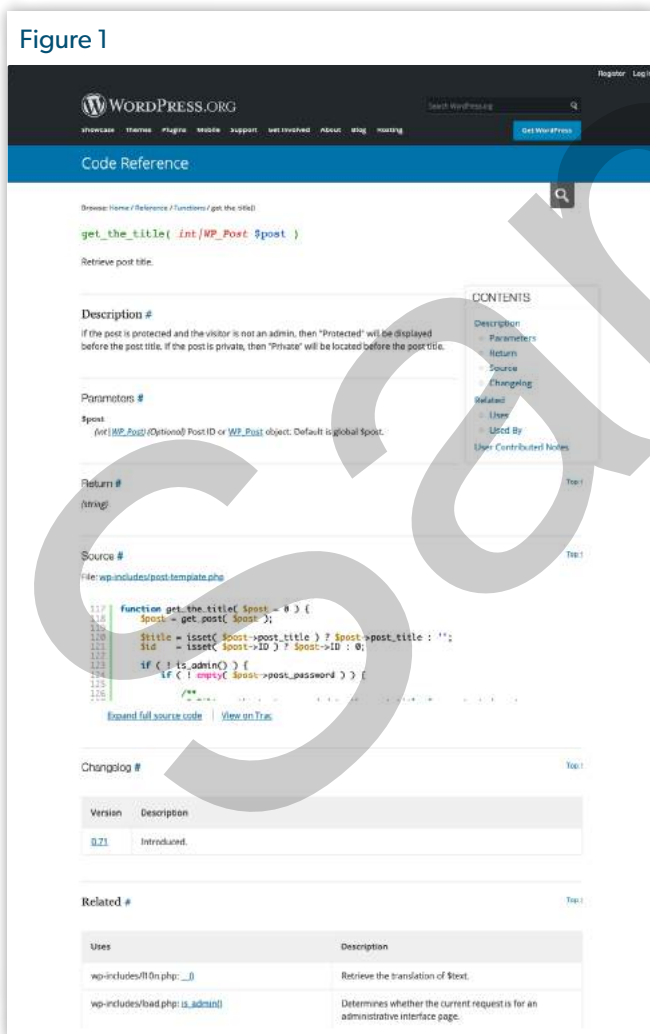 Figure 1
Register Log In
WORDPRESS.ORG
Search WordPress.org
Showcase Themes Plugins Mobile Support Get Involved About Blog Hosting
Get WordPress
Code Reference
Browse: Home / Reference / Functions / get_the_title()
get_the_title( int|WP_Post $post )
Retrieve post title.
CONTENTS
Description
Parameters
Return
Source
Changelog
Related
Uses
Used By
User Contributed Notes
Description #
If the post is protected and the visitor is not an admin, then "Protected" will be displayed
before the post title. If the post is private, then "Private" will be located before the post title.
Parameters #
$post
(int|WP_Post) (Optional) Post ID or WP_Post object. Default is global $post.
Return #
Top ↑
(string)
Source #
Top ↑
File: wp-includes/post-template.php
117 function get_the_title( $post = 0 ) {
118 $post = get_post( $post );
119
120 $title = isset( $post->post_title ) ? $post->post_title : '';
121 $id = isset( $post->ID ) ? $post->ID : 0;
122
123 if ( ! is_admin() ) {
124 if ( ! empty( $post->post_password ) ) {
125
126 /**
Expand full source code | View on Trac
Changelog #
Top ↑
Version Description
0.71 Introduced.
Related #
Top ↑
Uses Description
wp-includes/l10n.php: __() Retrieve the translation of $text.
wp-includes/load.php: is_admin() Determines whether the current request is for an
administrative interface page.